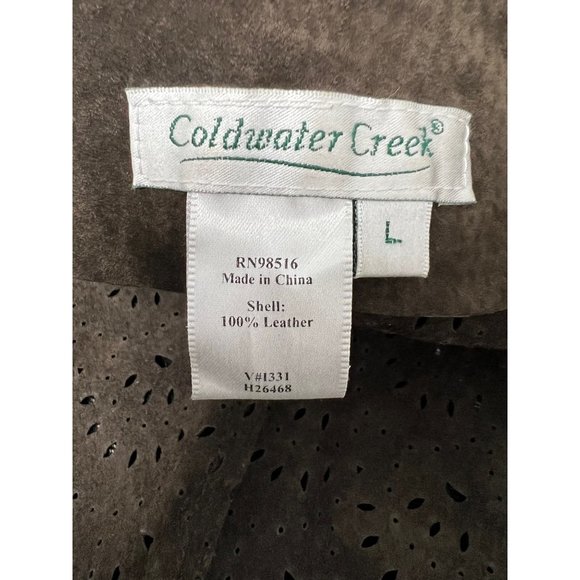 Coldwater Creek®
L
RN98516
Made in China
Shell:
100% Leather
V#1331
H26468